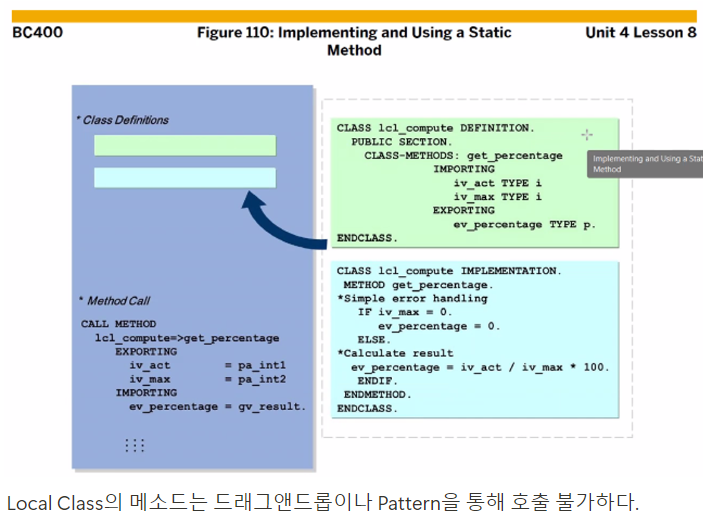 BC400
Figure 110: Implementing and Using a Static
Method
Unit 4 Lesson 8
* Class Definitions
* Method Call
CALL METHOD
lcl_compute=>get_percentage
EXPORTING
iv_act = pa_int1
iv_max = pa_int2
IMPORTING
ev_percentage = gv_result.
CLASS lcl_compute DEFINITION.
PUBLIC SECTION.
CLASS-METHODS: get_percentage
IMPORTING
iv_act TYPE i
iv_max TYPE i
EXPORTING
ev_percentage TYPE p.
ENDCLASS.
Implementing and Using a Stat
Method
CLASS lcl_compute IMPLEMENTATION.
METHOD get_percentage.
*Simple error handling
IF iv_max = 0.
ev_percentage = 0.
ELSE.
*Calculate result
ev_percentage = iv_act / iv_max * 100.
ENDIF.
ENDMETHOD.
ENDCLASS.
Local Class의 메소드는 드래그앤드롭이나 Pattern을 통해 호출 불가하다.